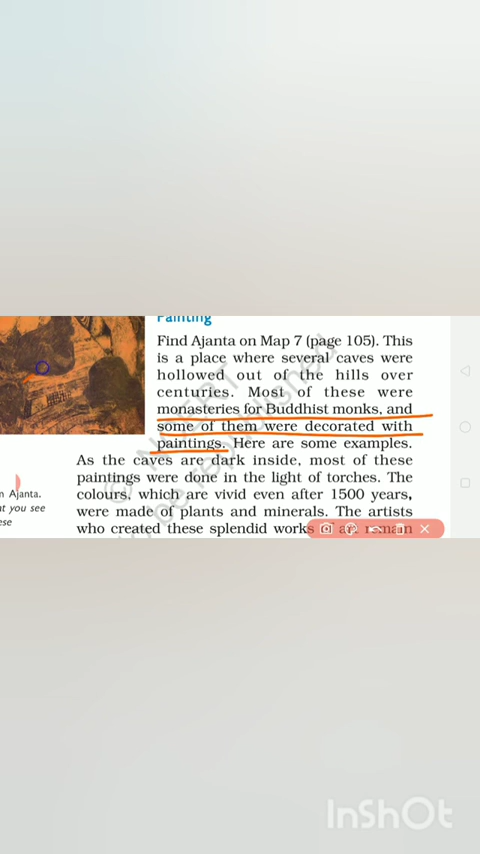 Painting
Find Ajanta on Map 7 (page 105). This
is a place where several caves were
hollowed out of the hills over
centuries. Most of these were
monasteries for Buddhist monks, and
some of them were decorated with
paintings. Here are some examples.
As the caves are dark inside, most of these
paintings were done in the light of torches. The
colours, which are vivid even after 1500 years,
were made of plants and minerals. The artists
who created these splendid works of art remain
Ajanta.
you see
InShOt